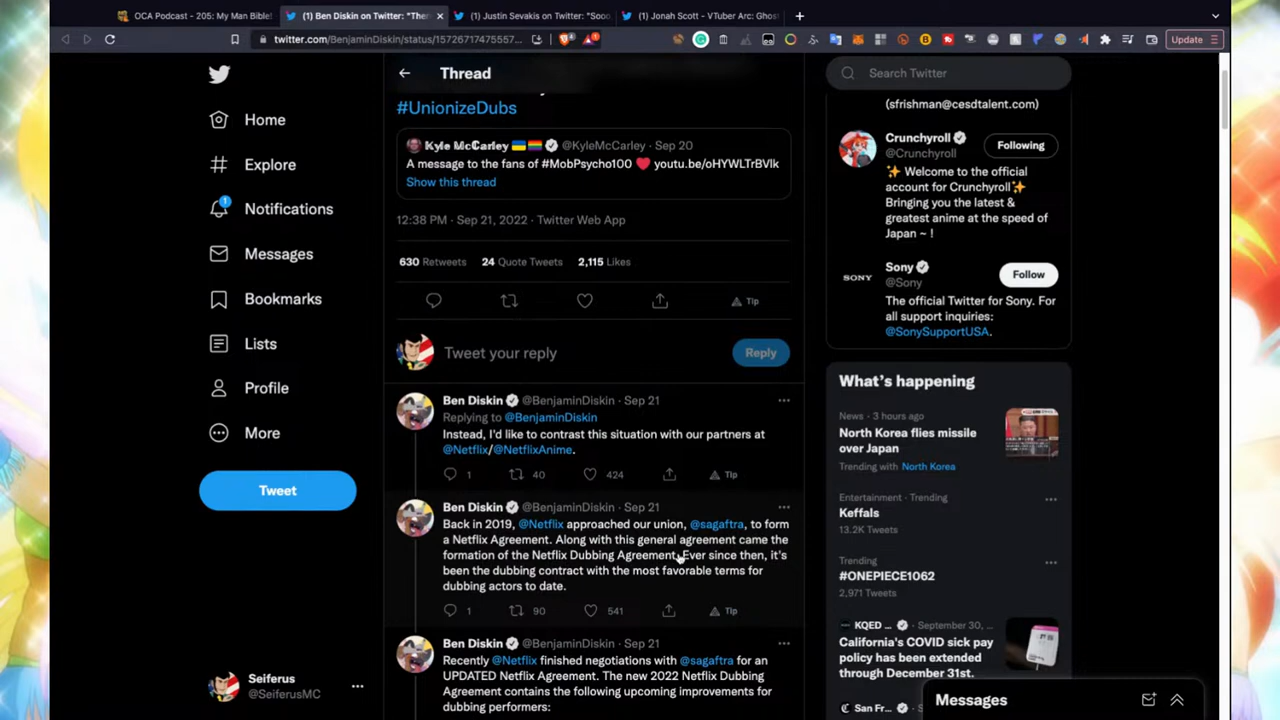 OCA Podcast - 205: My Man Bible!
(1) Ben Diskin on Twitter: "Ther
(1) Justin Sevakis on Twitter: "Sooo
(1) Jonah Scott - VTuber Arc: Ghost
twitter.com/BenjaminDiskin/status/15726717475557...
Update
Home
Explore
1
Notifications
Messages
Bookmarks
Lists
Profile
More
Tweet
Seiferus
@SeiferusMC
Thread
#UnionizeDubs
Kyle McCarley @KyleMcCarley · Sep 20
A message to the fans of #MobPsycho100 ❤️ youtu.be/oHYWLTrBVlk
Show this thread
12:38 PM · Sep 21, 2022 · Twitter Web App
630 Retweets 24 Quote Tweets 2,115 Likes
Tip
Tweet your reply
Reply
Ben Diskin @BenjaminDiskin · Sep 21
Replying to @BenjaminDiskin
Instead, I'd like to contrast this situation with our partners at
@Netflix/@NetflixAnime.
1 40 424 Tip
Ben Diskin @BenjaminDiskin · Sep 21
Back in 2019, @Netflix approached our union, @sagaftra, to form
a Netflix Agreement. Along with this general agreement came the
formation of the Netflix Dubbing Agreement. Ever since then, it's
been the dubbing contract with the most favorable terms for
dubbing actors to date.
1 90 541 Tip
Ben Diskin @BenjaminDiskin · Sep 21
Recently @Netflix finished negotiations with @sagaftra for an
UPDATED Netflix Agreement. The new 2022 Netflix Dubbing
Agreement contains the following upcoming improvements for
dubbing performers:
Search Twitter
(sfrishman@cesdtalent.com)
Crunchyroll
@Crunchyroll
Following
✨ Welcome to the official
account for Crunchyroll✨
Bringing you the latest &
greatest anime at the speed of
Japan ~ !
Sony
@Sony
Follow
SONY
The official Twitter for Sony. For
all support inquiries:
@SonySupportUSA.
What's happening
News · 3 hours ago
North Korea flies missile
over Japan
Trending with North Korea
Entertainment · Trending
Keffals
13.2K Tweets
Trending
#ONEPIECE1062
2,971 Tweets
KQED ... · September 30, ...
California's COVID sick pay
policy has been extended
through December 31st.
San Fr...
Messages